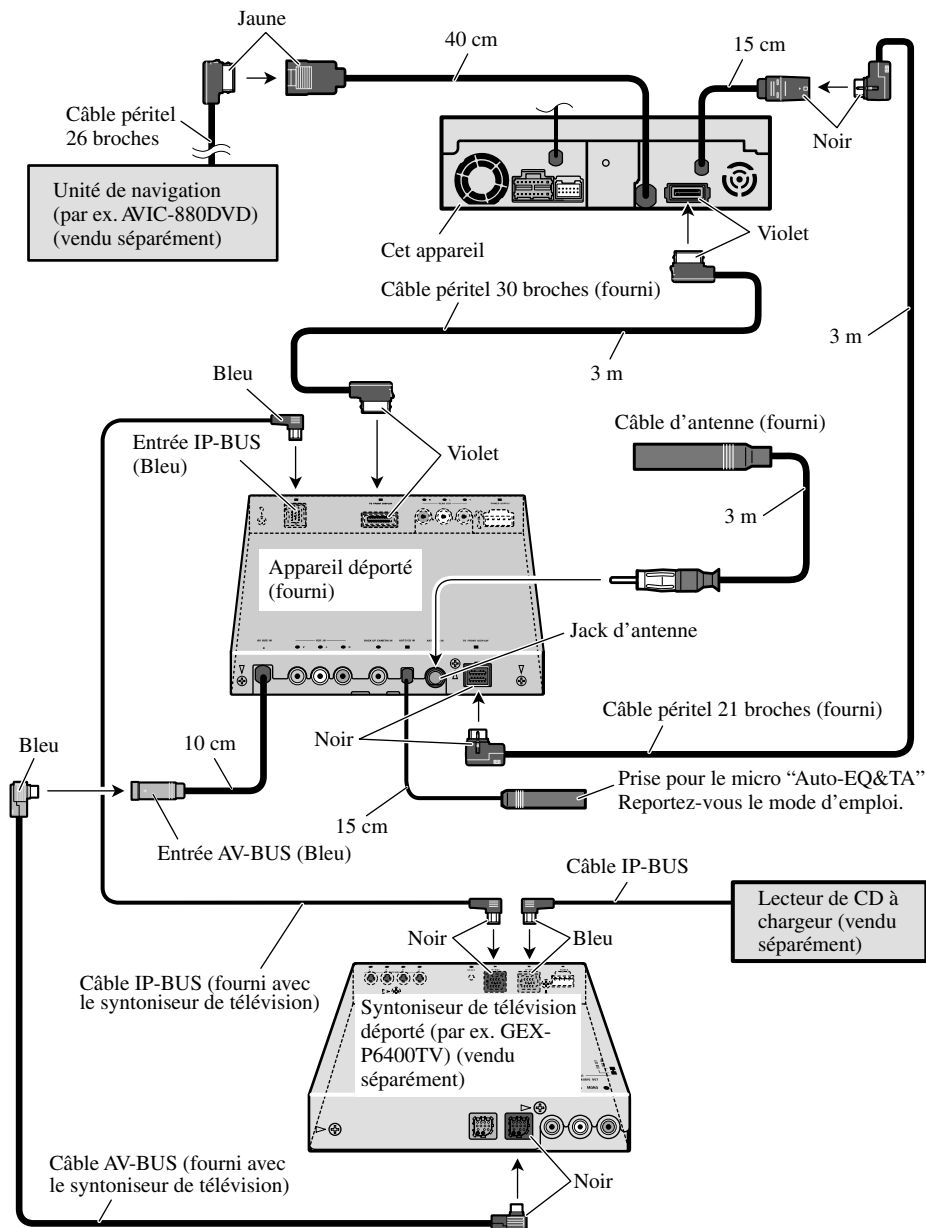 Jaune
40 cm
15 cm
Câble péritel
26 broches
Noir
Unité de navigation
(par ex. AVIC-880DVD)
(vendu séparément)
Cet appareil
Violet
Câble péritel 30 broches (fourni)
3 m
3 m
Bleu
Entrée IP-BUS
(Bleu)
Violet
Câble d'antenne (fourni)
3 m
Appareil déporté
(fourni)
Jack d'antenne
Câble péritel 21 broches (fourni)
Noir
Bleu
10 cm
Prise pour le micro “Auto-EQ&TA”
Reportez-vous le mode d'emploi.
15 cm
Entrée AV-BUS (Bleu)
Câble IP-BUS
Lecteur de CD à
chargeur (vendu
séparément)
Noir
Bleu
Câble IP-BUS (fourni avec
le syntoniseur de télévision)
Syntoniseur de télévision
déporté (par ex. GEX-
P6400TV) (vendu
séparément)
Câble AV-BUS (fourni avec
le syntoniseur de télévision)
Noir